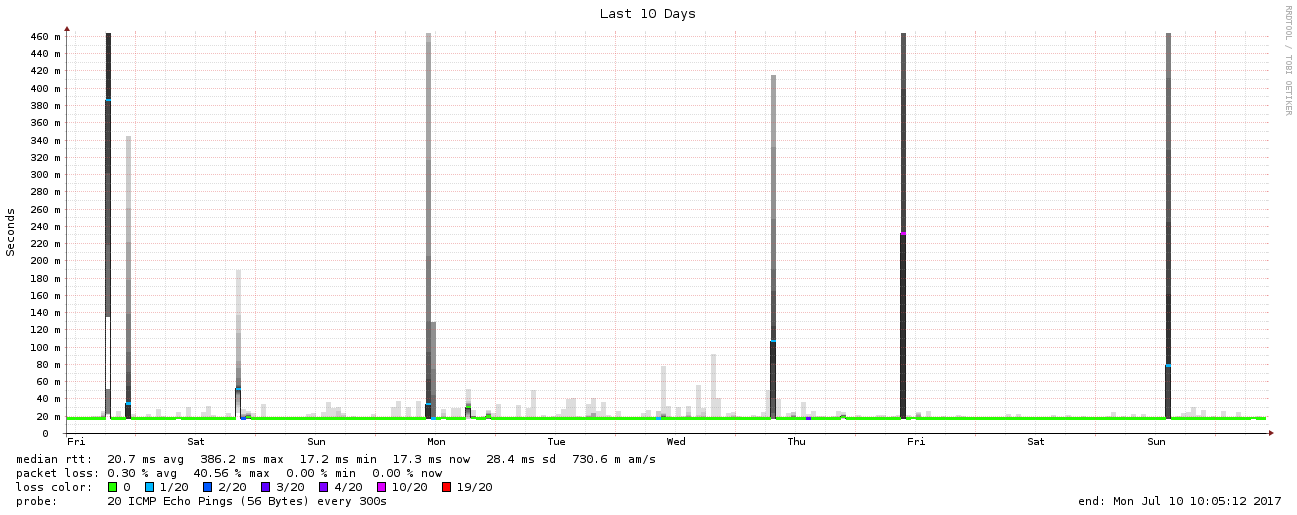 Last 10 Days
RRDTOOL / TOBI OETIKER
Seconds
460 m
440 m
420 m
400 m
380 m
360 m
340 m
320 m
300 m
280 m
260 m
240 m
220 m
200 m
180 m
160 m
140 m
120 m
100 m
80 m
60 m
40 m
20 m
0
Fri Sat Sun Mon Tue Wed Thu Fri Sat Sun
median rtt: 20.7 ms avg 386.2 ms max 17.2 ms min 17.3 ms now 28.4 ms sd 730.6 m am/s
packet loss: 0.30 % avg 40.56 % max 0.00 % min 0.00 % now
loss color: 0 1/20 2/20 3/20 4/20 10/20 19/20
probe: 20 ICMP Echo Pings (56 Bytes) every 300s end: Mon Jul 10 10:05:12 2017